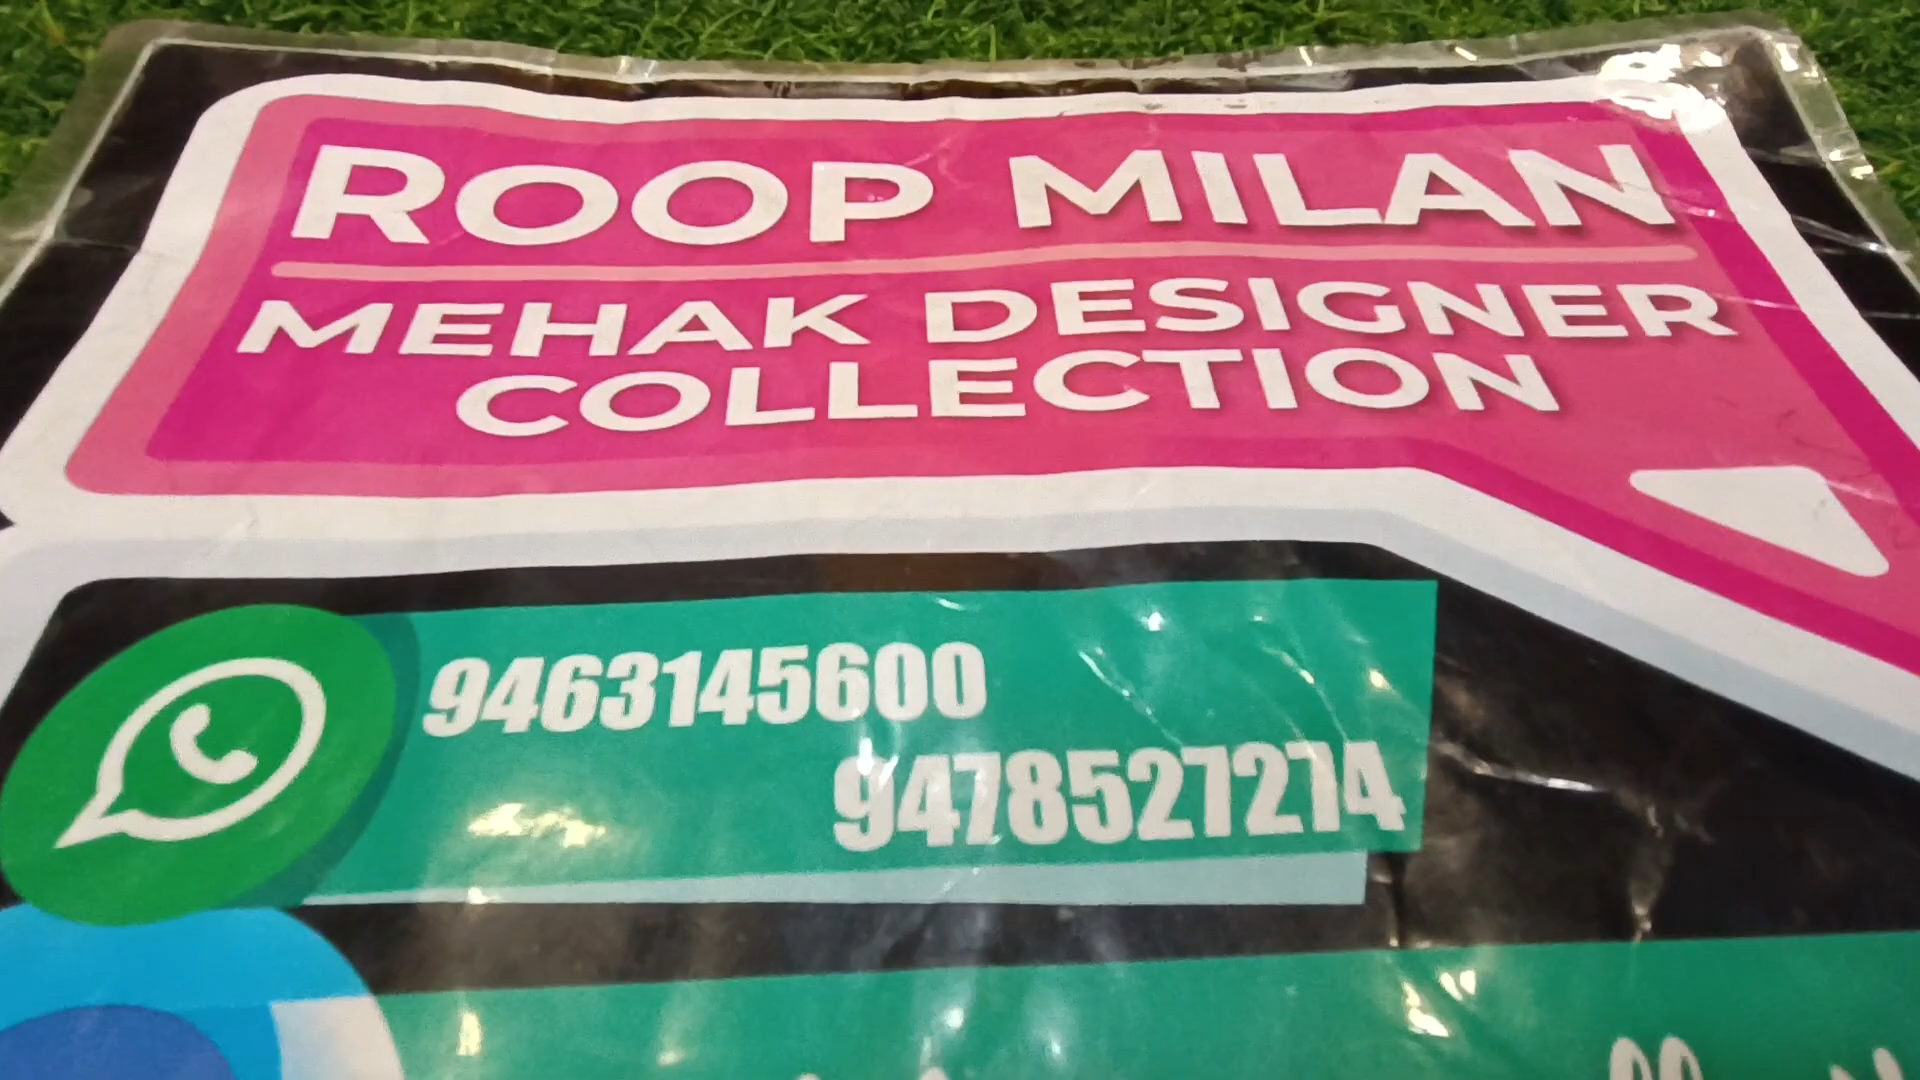 ROOP MILAN
MEHAK DESIGNER
COLLECTION
9463145600
9478527274